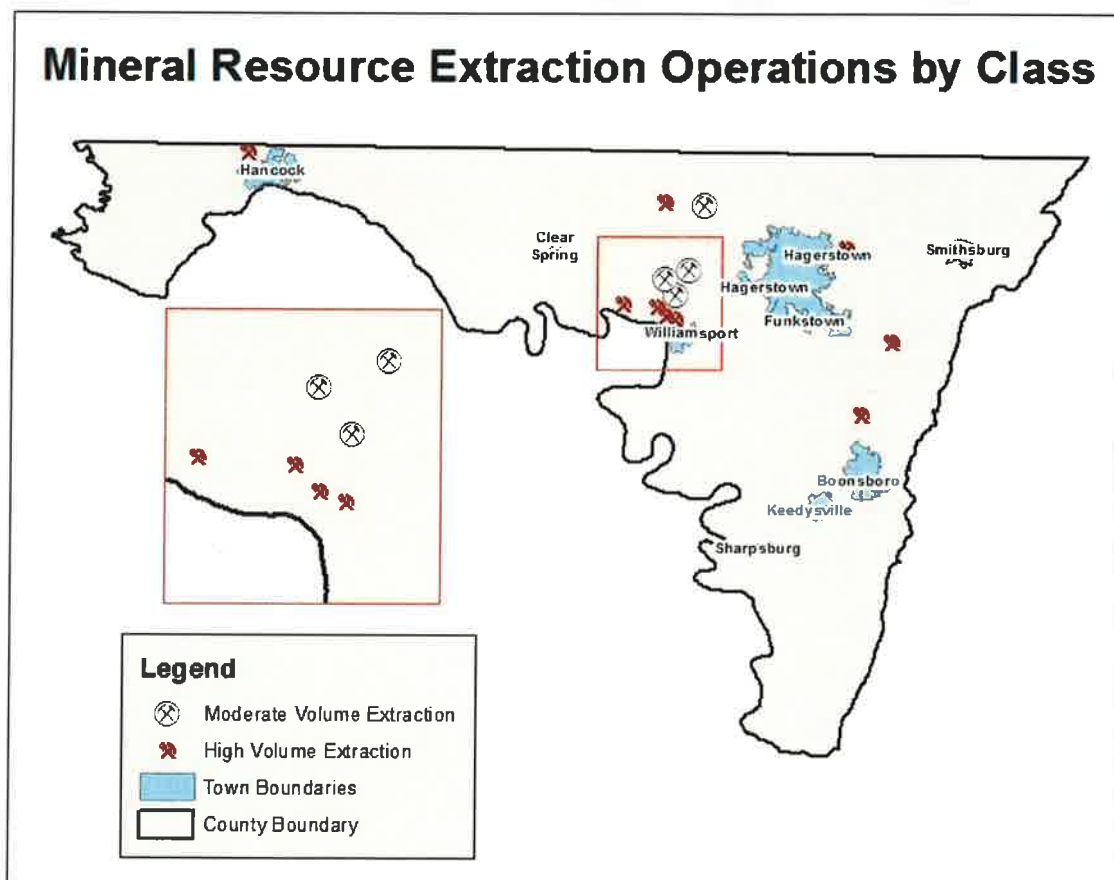 Mineral Resource Extraction Operations by Class
Hancock
Clear
Spring
Hagerstown
Smithsburg
Hagerstown
Funkstown
Williamsport
Boonsboro
Keedysville
Sharpsburg
Legend
Moderate Volume Extraction
High Volume Extraction
Town Boundaries
County Boundary